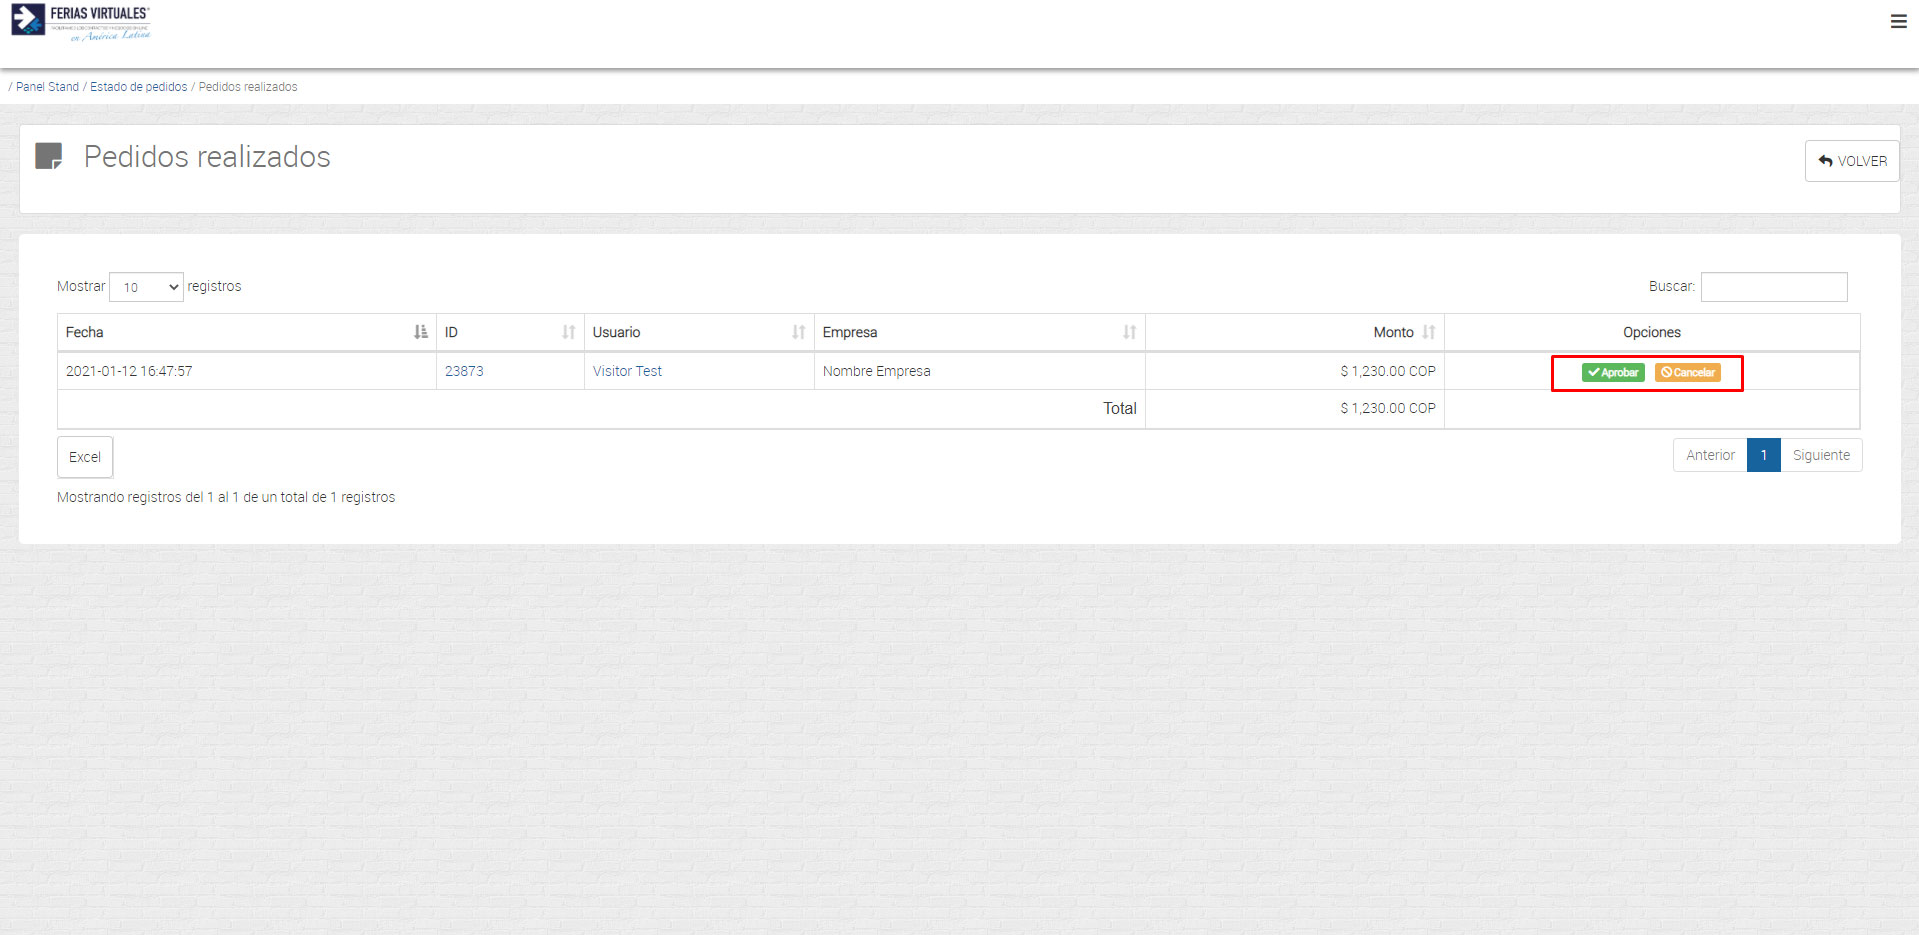 FERIAS VIRTUALES
en América Latina
/ Panel Stand / Estado de pedidos / Pedidos realizados
Pedidos realizados
VOLVER
Mostrar 10 registros
Buscar:
Fecha ID Usuario Empresa Monto Opciones
2021-01-12 16:47:57 23873 Visitor Test Nombre Empresa $ 1,230.00 COP Aprobar Cancelar
Total $ 1,230.00 COP
Excel
Anterior 1 Siguiente
Mostrando registros del 1 al 1 de un total de 1 registros